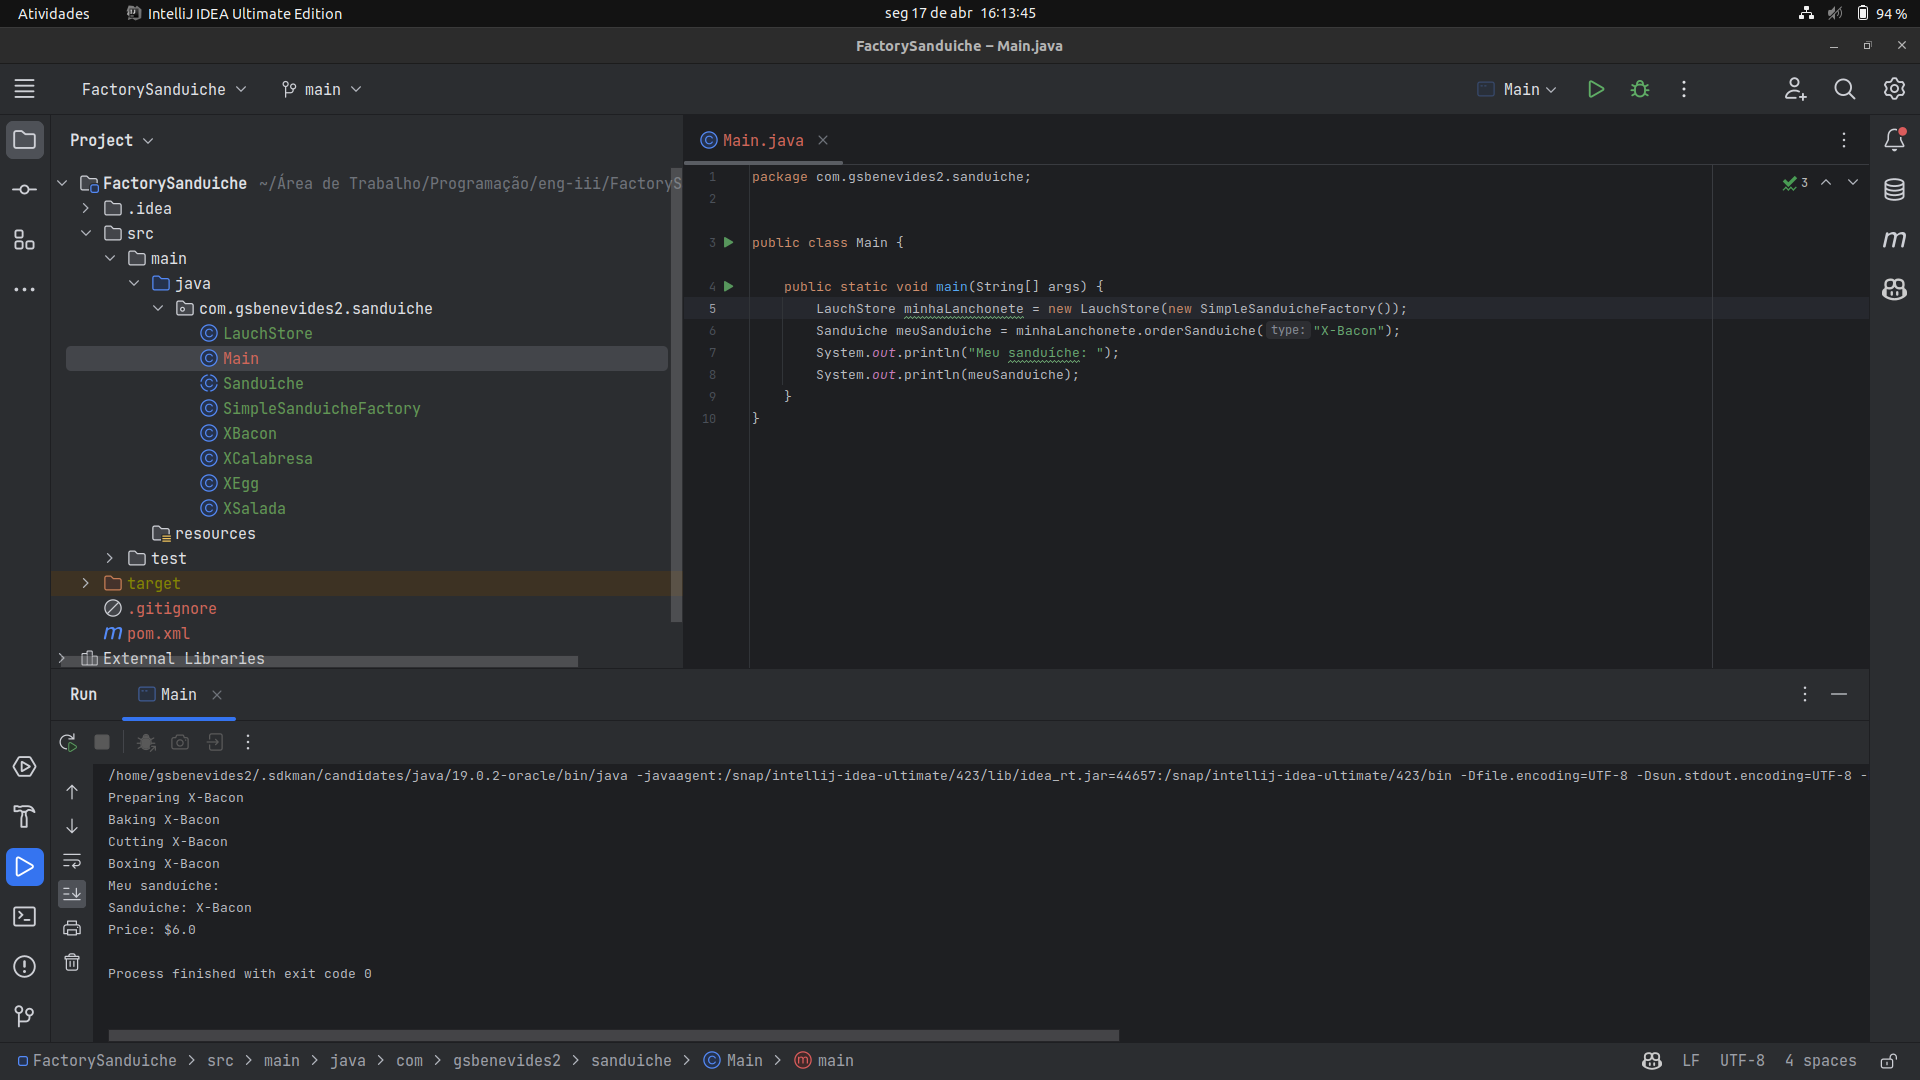 Atividades IntelliJ IDEA Ultimate Edition seg 17 de abr 16:13:45 94 %
FactorySanduiche – Main.java
FactorySanduiche main Main
Project
FactorySanduiche ~/Área de Trabalho/Programação/eng-iii/FactoryS
.idea
src
main
java
com.gsbenevides2.sanduiche
LauchStore
Main
Sanduiche
SimpleSanduicheFactory
XBacon
XCalabresa
XEgg
XSalada
resources
test
target
.gitignore
pom.xml
External Libraries
Main.java
3
1 package com.gsbenevides2.sanduiche;
2
3 public class Main {
4 public static void main(String[] args) {
5 LauchStore minhaLanchonete = new LauchStore(new SimpleSanduicheFactory());
6 Sanduiche meuSanduiche = minhaLanchonete.orderSanduiche( type: "X-Bacon");
7 System.out.println("Meu sanduíche: ");
8 System.out.println(meuSanduiche);
9 }
10 }
Run Main
/home/gsbenevides2/.sdkman/candidates/java/19.0.2-oracle/bin/java -javaagent:/snap/intellij-idea-ultimate/423/lib/idea_rt.jar=44657:/snap/intellij-idea-ultimate/423/bin -Dfile.encoding=UTF-8 -Dsun.stdout.encoding=UTF-8 -
Preparing X-Bacon
Baking X-Bacon
Cutting X-Bacon
Boxing X-Bacon
Meu sanduíche:
Sanduiche: X-Bacon
Price: $6.0
Process finished with exit code 0
FactorySanduiche > src > main > java > com > gsbenevides2 > sanduiche > Main > main LF UTF-8 4 spaces